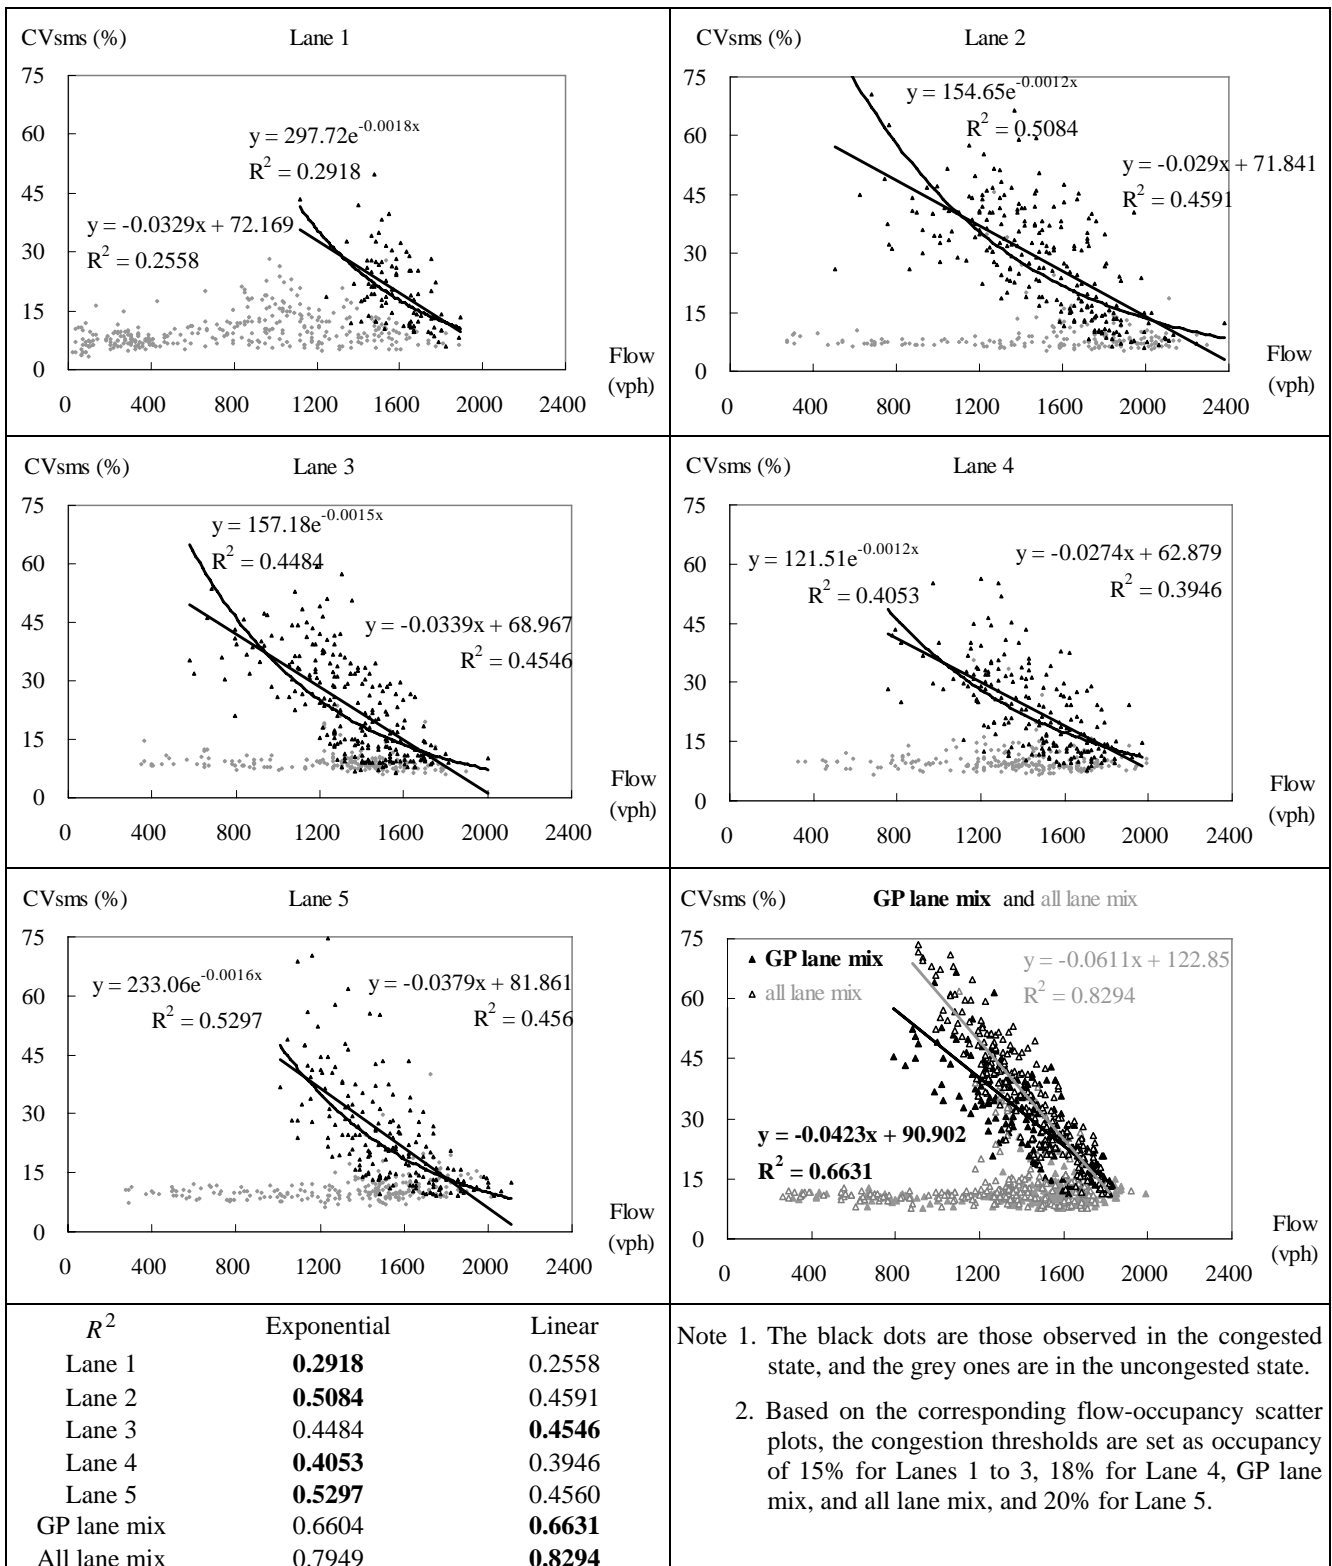 CVsms (%) Lane 1
75
60
45
30
15
0
y = 297.72e^-0.0018x
R^2 = 0.2918
y = -0.0329x + 72.169
R^2 = 0.2558
Flow
(vph)
0 400 800 1200 1600 2000 2400
CVsms (%) Lane 2
75
60
45
30
15
0
y = 154.65e^-0.0012x
R^2 = 0.5084
y = -0.029x + 71.841
R^2 = 0.4591
Flow
(vph)
0 400 800 1200 1600 2000 2400
CVsms (%) Lane 3
75
60
45
30
15
0
y = 157.18e^-0.0015x
R^2 = 0.4484
y = -0.0339x + 68.967
R^2 = 0.4546
Flow
(vph)
0 400 800 1200 1600 2000 2400
CVsms (%) Lane 4
75
60
45
30
15
0
y = 121.51e^-0.0012x
R^2 = 0.4053
y = -0.0274x + 62.879
R^2 = 0.3946
Flow
(vph)
0 400 800 1200 1600 2000 2400
CVsms (%) Lane 5
75
60
45
30
15
0
y = 233.06e^-0.0016x
R^2 = 0.5297
y = -0.0379x + 81.861
R^2 = 0.456
Flow
(vph)
0 400 800 1200 1600 2000 2400
CVsms (%) GP lane mix and all lane mix
75
60
45
30
15
0
GP lane mix
all lane mix
y = -0.0611x + 122.85
R^2 = 0.8294
y = -0.0423x + 90.902
R^2 = 0.6631
Flow
(vph)
0 400 800 1200 1600 2000 2400
R^2 Exponential Linear
Lane 1 0.2918 0.2558
Lane 2 0.5084 0.4591
Lane 3 0.4484 0.4546
Lane 4 0.4053 0.3946
Lane 5 0.5297 0.4560
GP lane mix 0.6604 0.6631
All lane mix 0.7949 0.8294
Note 1. The black dots are those observed in the congested
state, and the grey ones are in the uncongested state.
2. Based on the corresponding flow-occupancy scatter
plots, the congestion thresholds are set as occupancy
of 15% for Lanes 1 to 3, 18% for Lane 4, GP lane
mix, and all lane mix, and 20% for Lane 5.